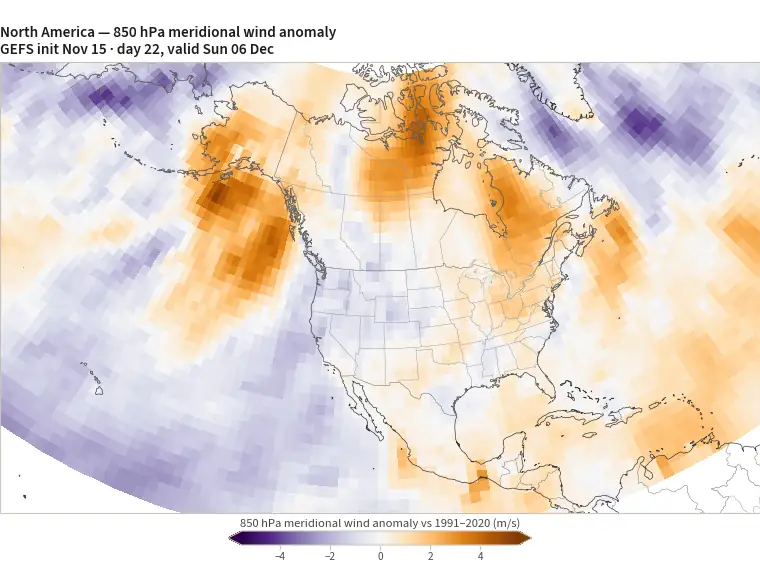 North America — 850 hPa meridional wind anomaly
GEFS init Nov 15 · day 22, valid Sun 06 Dec
850 hPa meridional wind anomaly vs 1991–2020 (m/s)
−4 −2 0 2 4